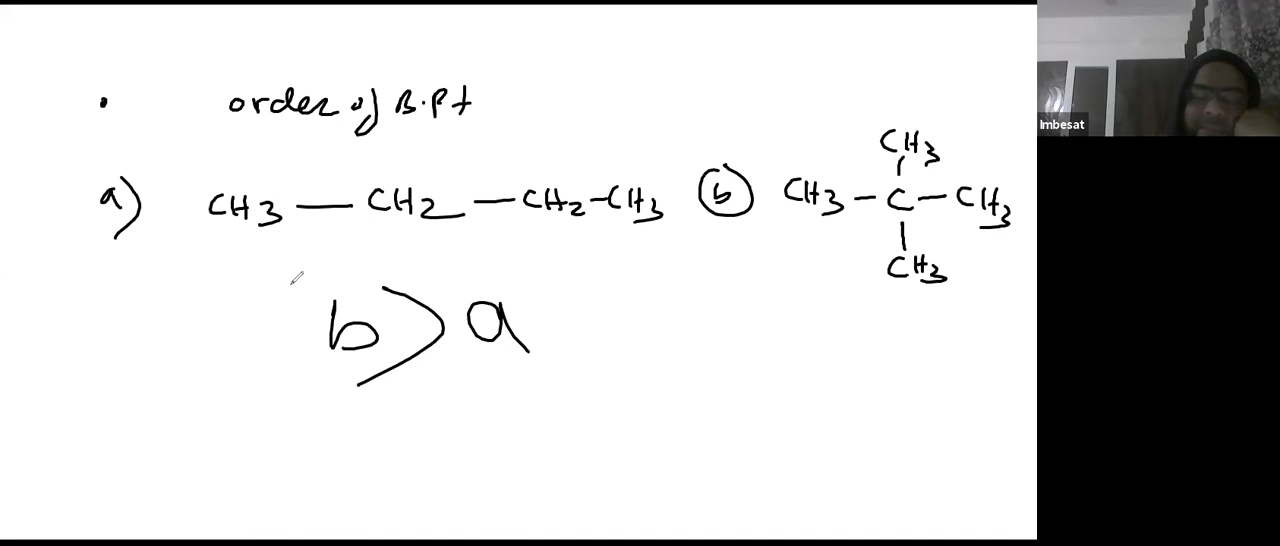 . order of B.Pt
a) CH3 — CH2 — CH2-CH3 (b) CH3 - C - CH3
CH3
CH3
b > a
Imbesat